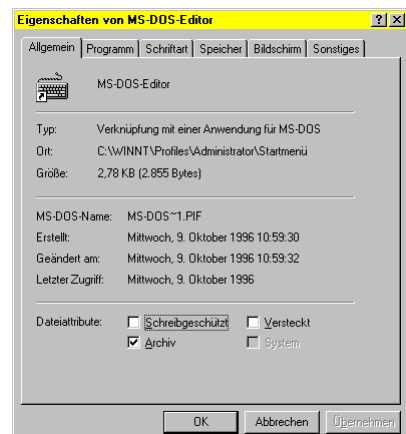 Eigenschaften von MS-DOS-Editor
Allgemein Programm Schriftart Speicher Bildschirm Sonstiges
MS-DOS-Editor
Typ: Verknüpfung mit einer Anwendung für MS-DOS
Ort: C:\WINNT\Profiles\Administrator\Startmenü
Größe: 2,78 KB (2.855 Bytes)
MS-DOS-Name: MS-DOS~1.PIF
Erstellt: Mittwoch, 9. Oktober 1996 10:59:30
Geändert am: Mittwoch, 9. Oktober 1996 10:59:32
Letzter Zugriff: Mittwoch, 9. Oktober 1996
Dateiattribute: Schreibgeschützt Versteckt
Archiv System
OK Abbrechen Übernehmen